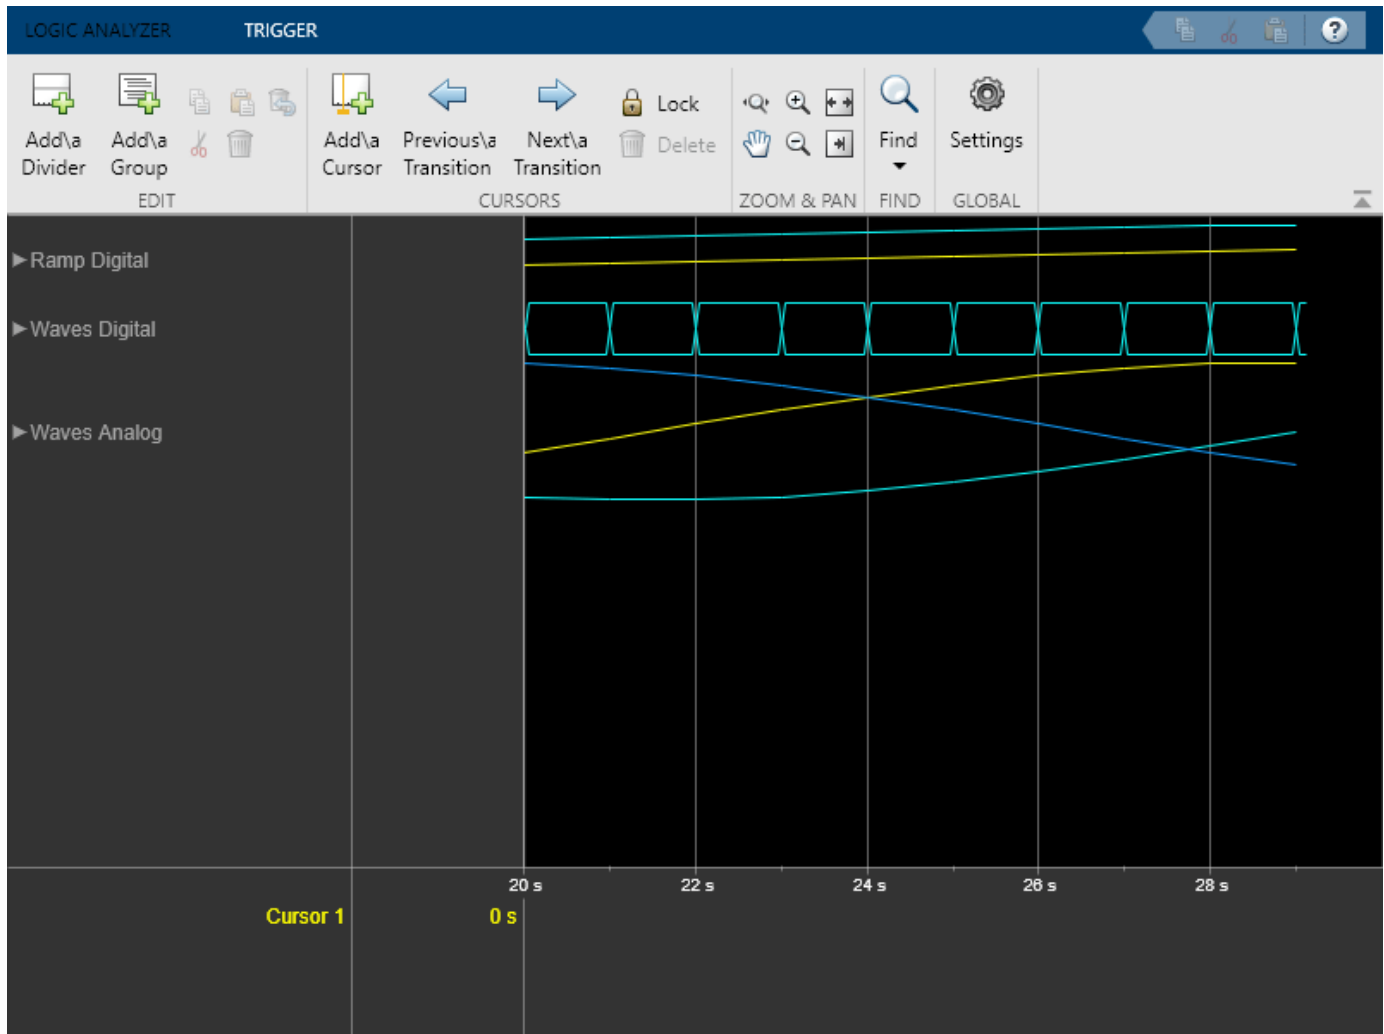 LOGIC ANALYZER TRIGGER
Add\a Divider
Add\a Group
EDIT
Add\a Cursor
Previous\a Transition
Next\a Transition
Lock
Delete
CURSORS
ZOOM & PAN
Find
FIND
Settings
GLOBAL
Ramp Digital
Waves Digital
Waves Analog
20 s 22 s 24 s 26 s 28 s
Cursor 1 0 s